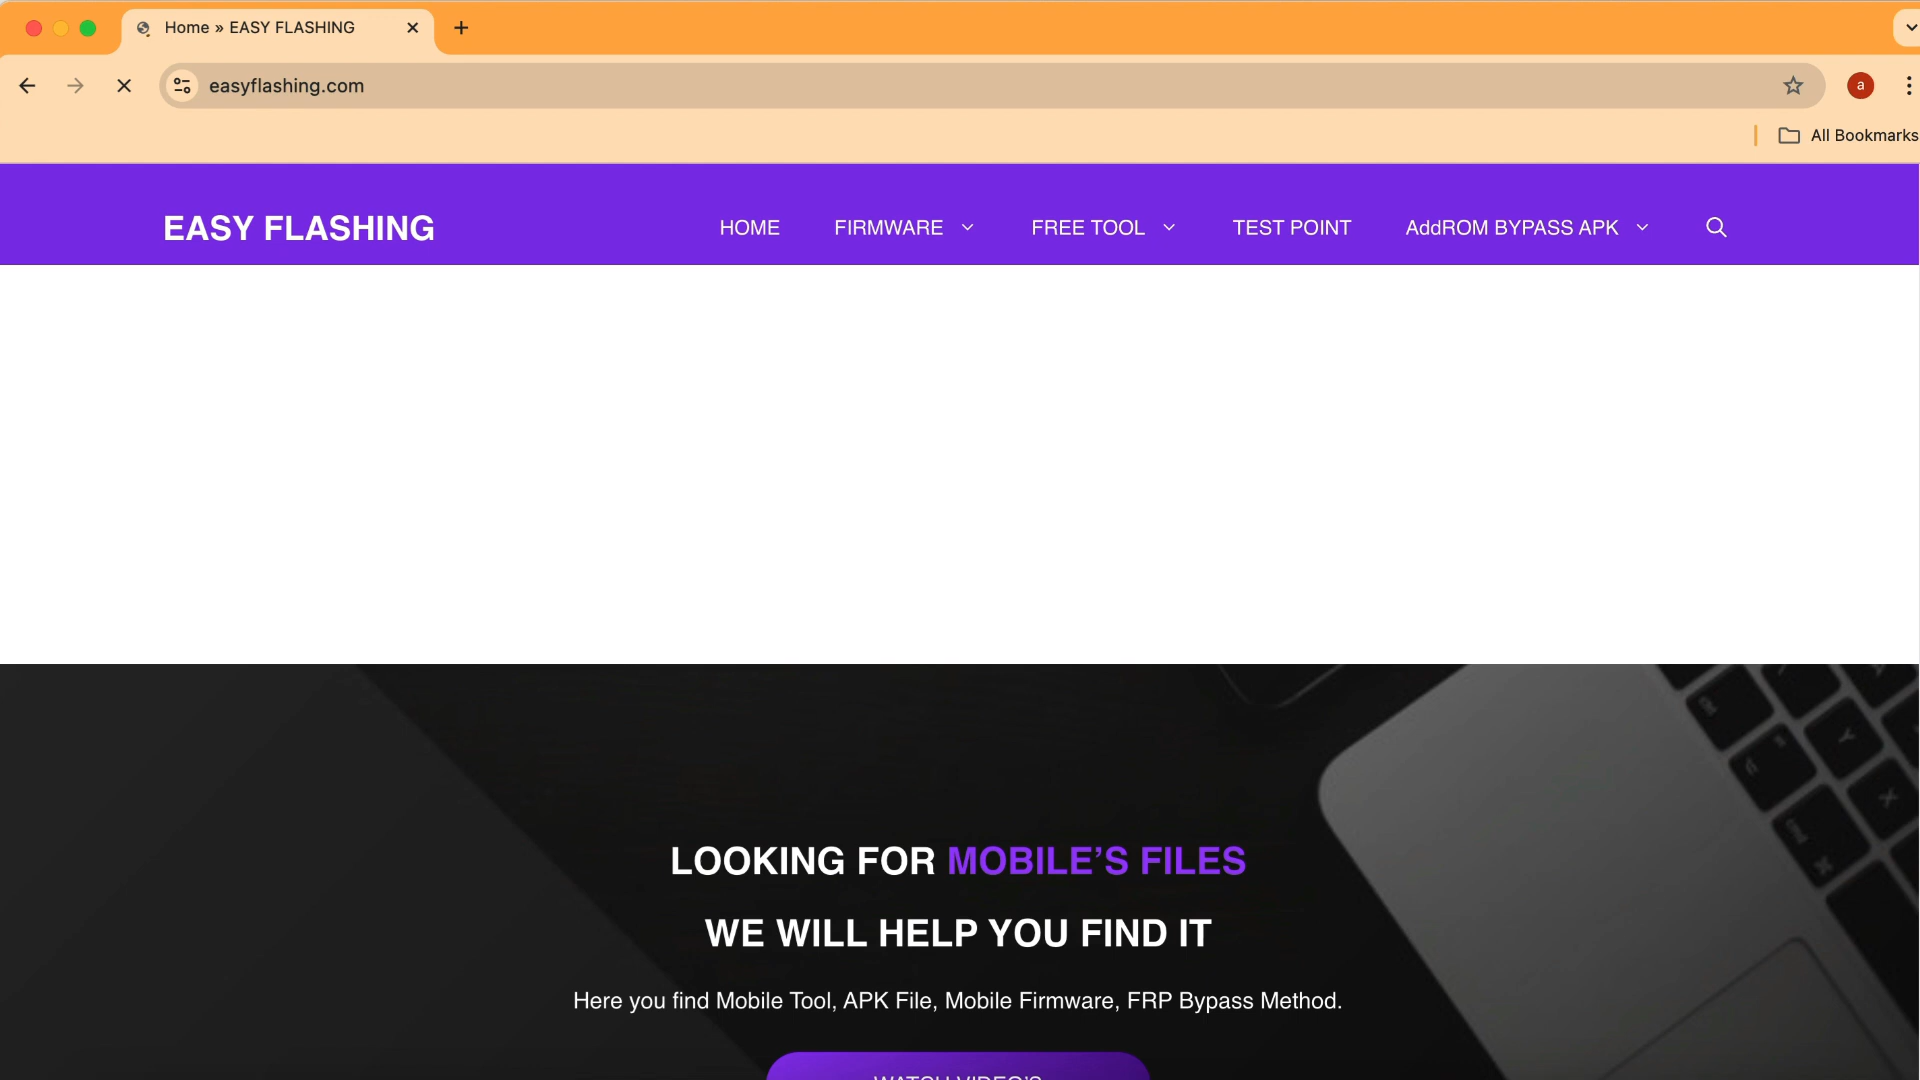 Home » EASY FLASHING
easyflashing.com
a
All Bookmarks
EASY FLASHING
HOME
FIRMWARE
FREE TOOL
TEST POINT
AddROM BYPASS APK
LOOKING FOR MOBILE’S FILES
WE WILL HELP YOU FIND IT
Here you find Mobile Tool, APK File, Mobile Firmware, FRP Bypass Method.
WATCH VIDEO'S